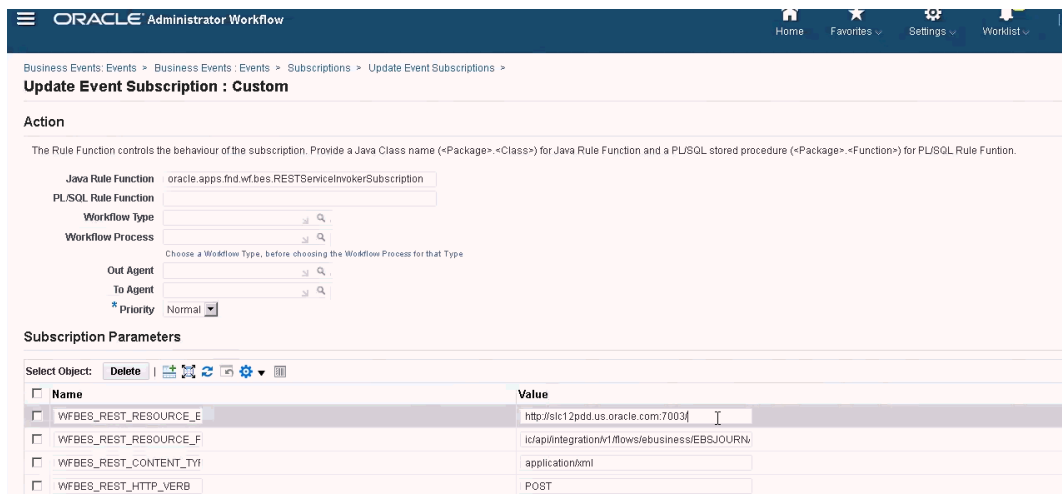 ORACLE Administrator Workflow
Home Favorites Settings Worklist
Business Events: Events > Business Events : Events > Subscriptions > Update Event Subscriptions >
Update Event Subscription : Custom
Action
The Rule Function controls the behaviour of the subscription. Provide a Java Class name (<Package>.<Class>) for Java Rule Function and a PL/SQL stored procedure (<Package>.<Function>) for PL/SQL Rule Funtion.
Java Rule Function oracle.apps.fnd.wf.bes.RESTServiceInvokerSubscription
PL/SQL Rule Function
Workflow Type
Workflow Process
Choose a Workflow Type, before choosing the Workflow Process for that Type
Out Agent
To Agent
* Priority Normal
Subscription Parameters
Select Object: Delete
Name Value
WFBES_REST_RESOURCE_E http://slc12pdd.us.oracle.com:7003/
WFBES_REST_RESOURCE_F ic/api/integration/v1/flows/ebusiness/EBSJOURNA
WFBES_REST_CONTENT_TYF application/xml
WFBES_REST_HTTP_VERB POST